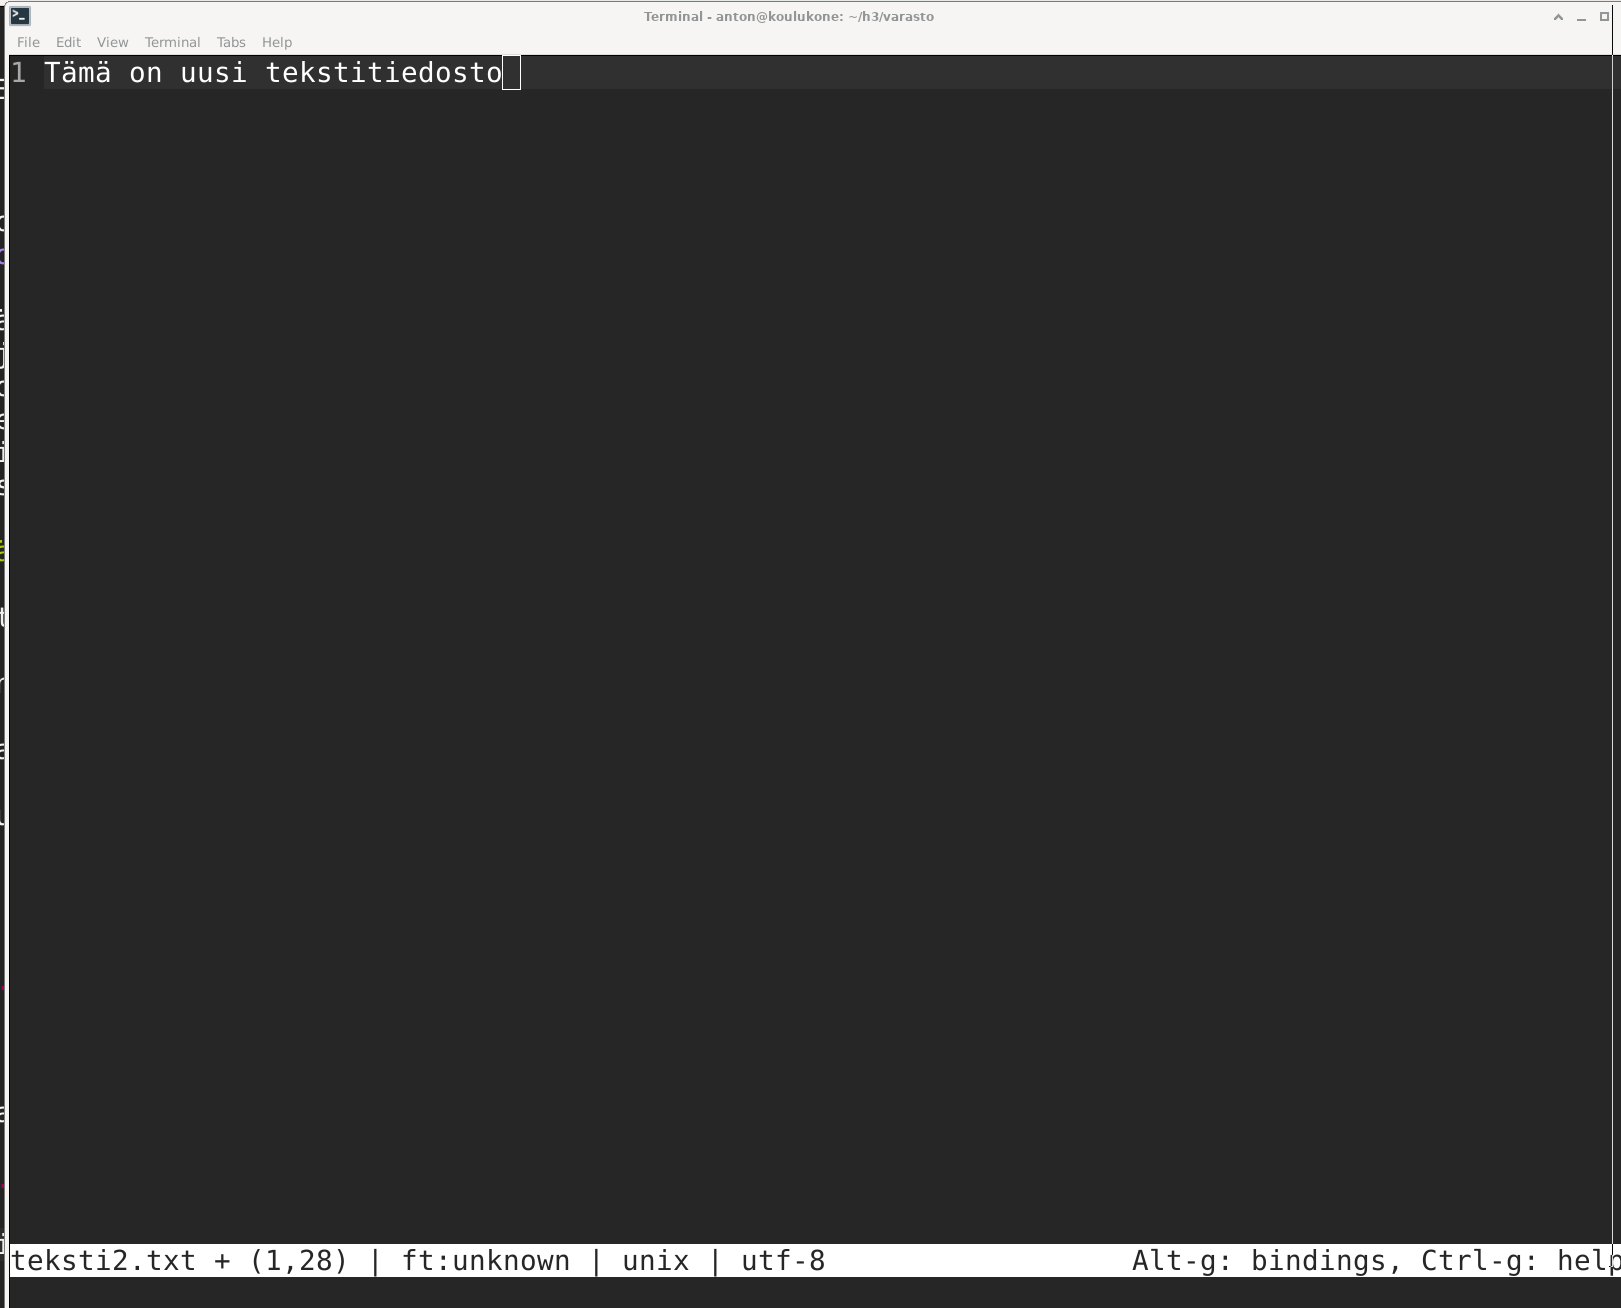 Terminal - anton@koulukone: ~/h3/varasto
File Edit View Terminal Tabs Help
1 Tämä on uusi tekstitiedosto
teksti2.txt + (1,28) | ft:unknown | unix | utf-8 Alt-g: bindings, Ctrl-g: help